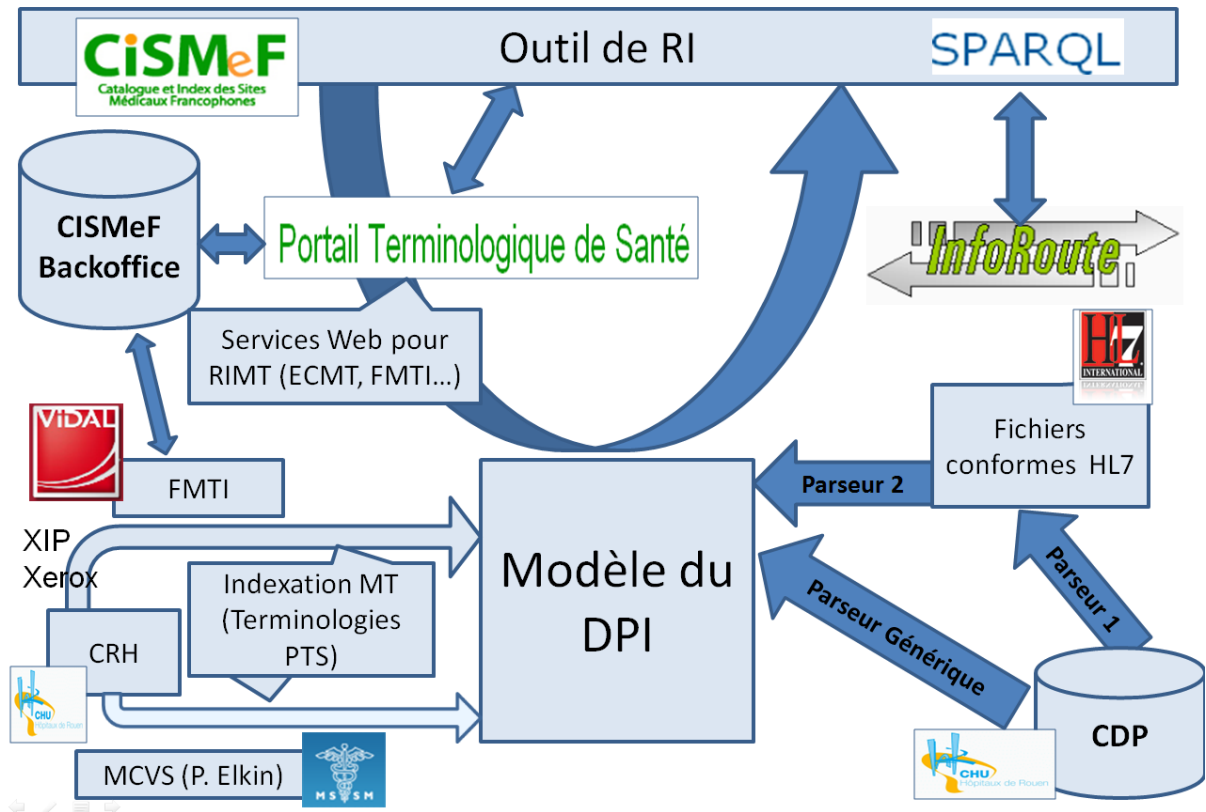 CiSMeF
Catalogue et Index des Sites
Médicaux Francophones
Outil de RI
SPARQL
CISMeF
Backoffice
Portail Terminologique de Santé
InfoRoute
Services Web pour
RIMT (ECMT, FMTI...)
HL7
INTERNATIONAL
Fichiers
conformes HL7
ViDAL
FMTI
Parseur 2
XIP
Xerox
Indexation MT
(Terminologies
PTS)
Modèle du
DPI
Parseur 1
Parseur Générique
CRH
CHU
Hôpitaux de Rouen
CDP
CHU
Hôpitaux de Rouen
MCVS (P. Elkin)
MSSM